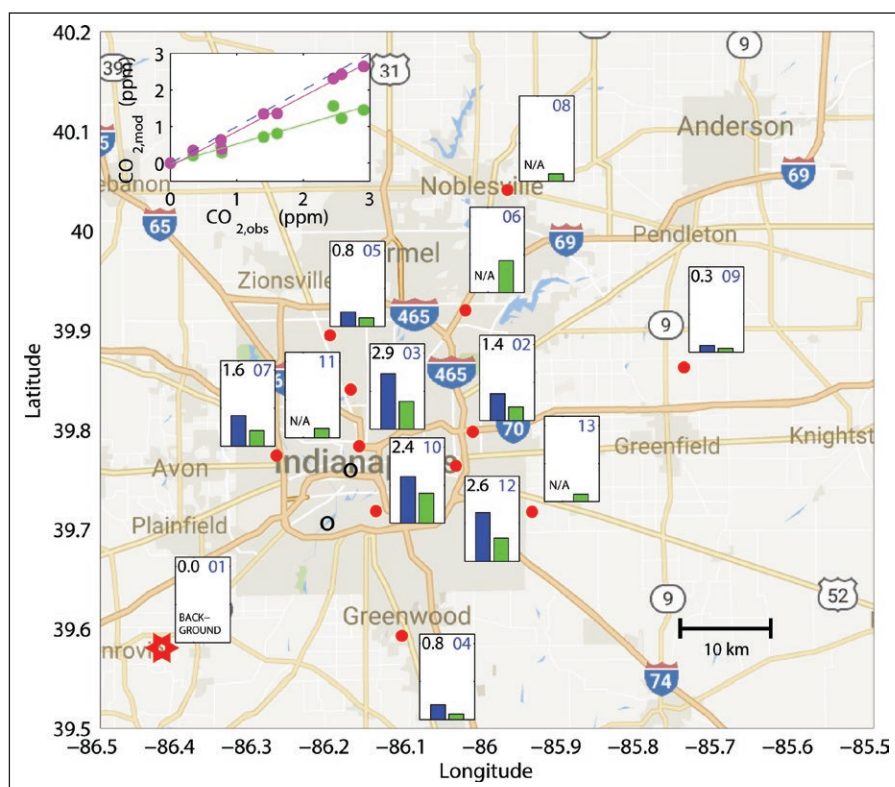 40.2
40.1
40
39.9
39.8
39.7
39.6
39.5
Latitude
−86.5
−86.4
−86.3
−86.2
−86.1
−86
−85.9
−85.8
−85.7
−85.6
−85.5
Longitude
3
2
1
0
CO2,mod (ppm)
0
1
2
3
CO2,obs (ppm)
39
31
9
08
N/A
Anderson
69
Noblesville
65
06
N/A
69
Pendleton
0.8 05
rmel
Zionsville
0.3 09
9
465
1.6 07
11
N/A
2.9 03
465
1.4 02
70
13
N/A
Indianap
Avon
2.4 10
2.6 12
Greenfield
Knightst
Plainfield
0.0 01
BACK–
GROUND
nrovi
Greenwood
0.8 04
9
52
10 km
74